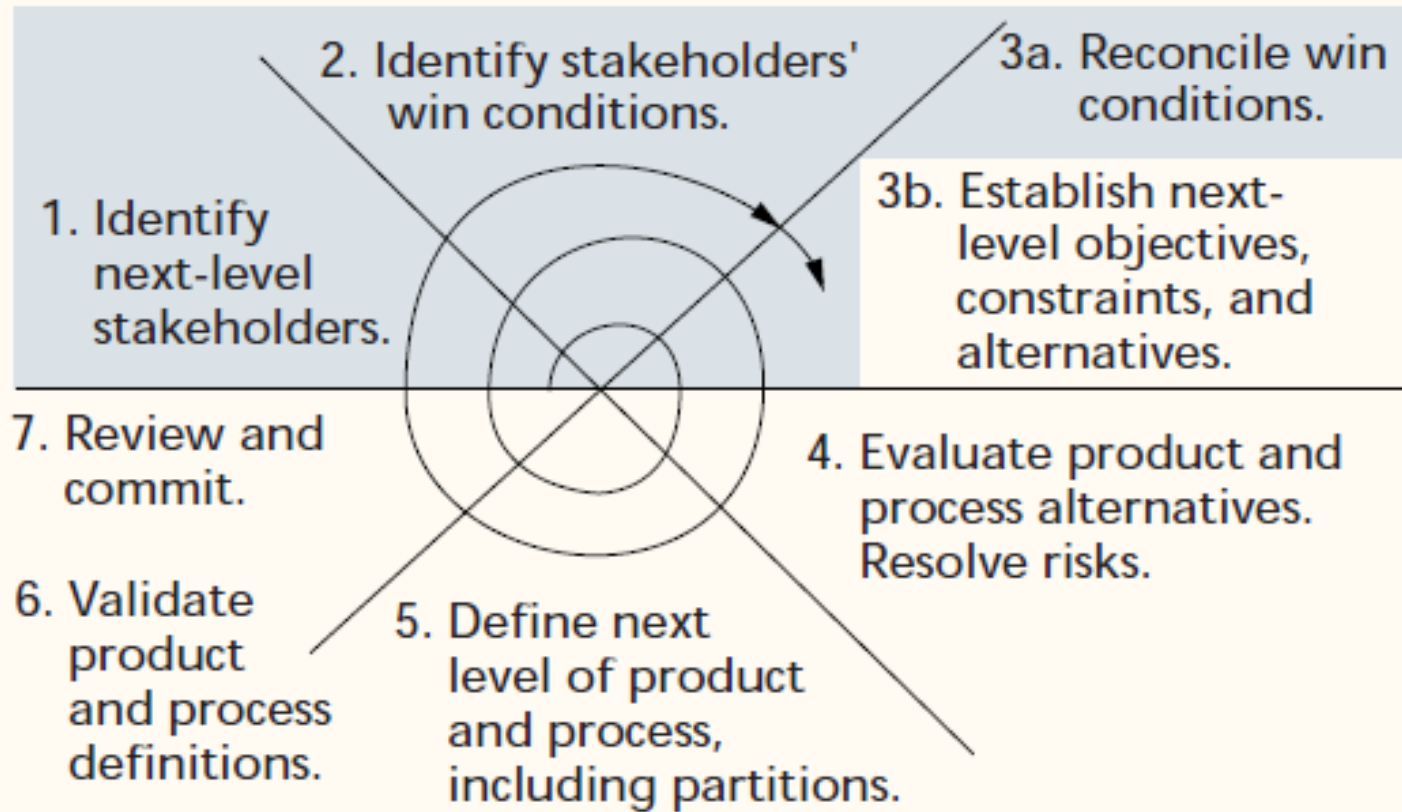 2. Identify stakeholders'
win conditions.
3a. Reconcile win
conditions.
1. Identify
next-level
stakeholders.
3b. Establish next-
level objectives,
constraints, and
alternatives.
7. Review and
commit.
4. Evaluate product and
process alternatives.
Resolve risks.
6. Validate
product
and process
definitions.
5. Define next
level of product
and process,
including partitions.